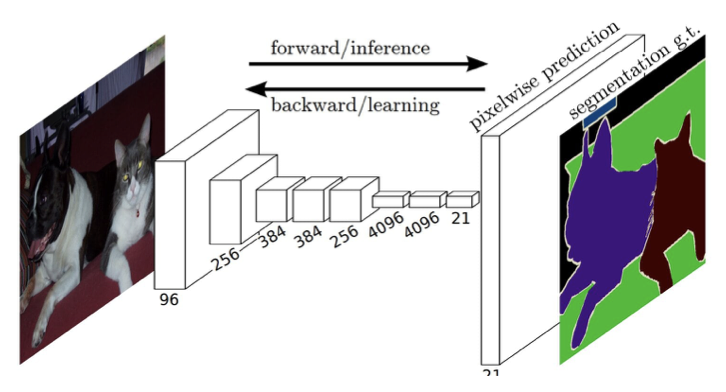 forward/inference
backward/learning
pixelwise prediction
segmentation g.t.
96
256
384
384
256
4096
4096
21
21